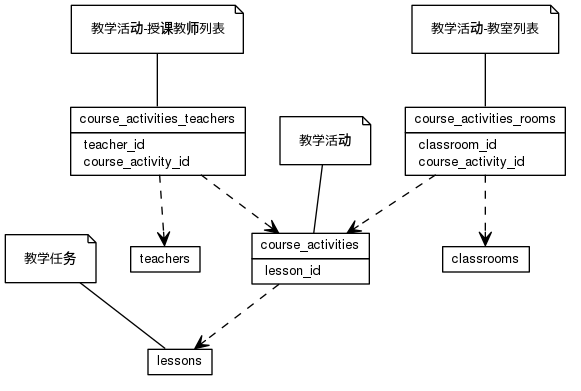 教学活动-授课教师列表
教学活动-教室列表
course_activities_teachers
teacher_id
course_activity_id
course_activities_rooms
classroom_id
course_activity_id
教学活动
course_activities
lesson_id
teachers
classrooms
教学任务
lessons